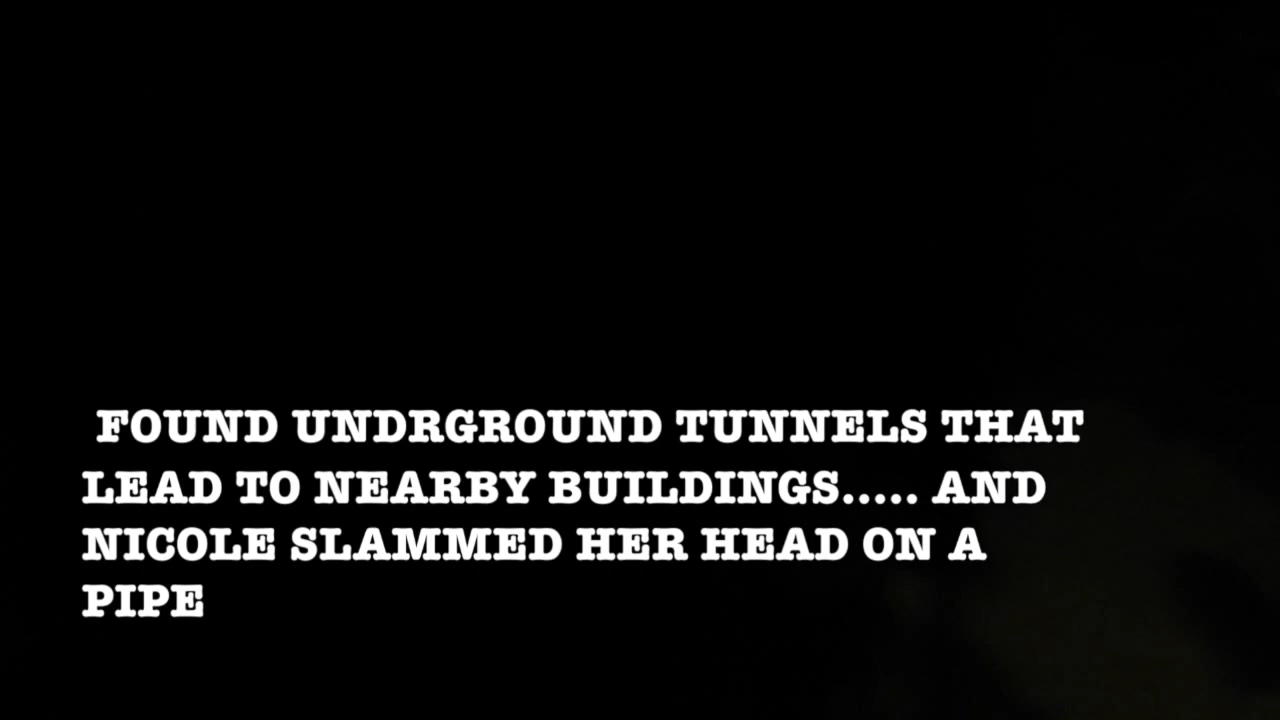 FOUND UNDRGROUND TUNNELS THAT
LEAD TO NEARBY BUILDINGS..... AND
NICOLE SLAMMED HER HEAD ON A
PIPE